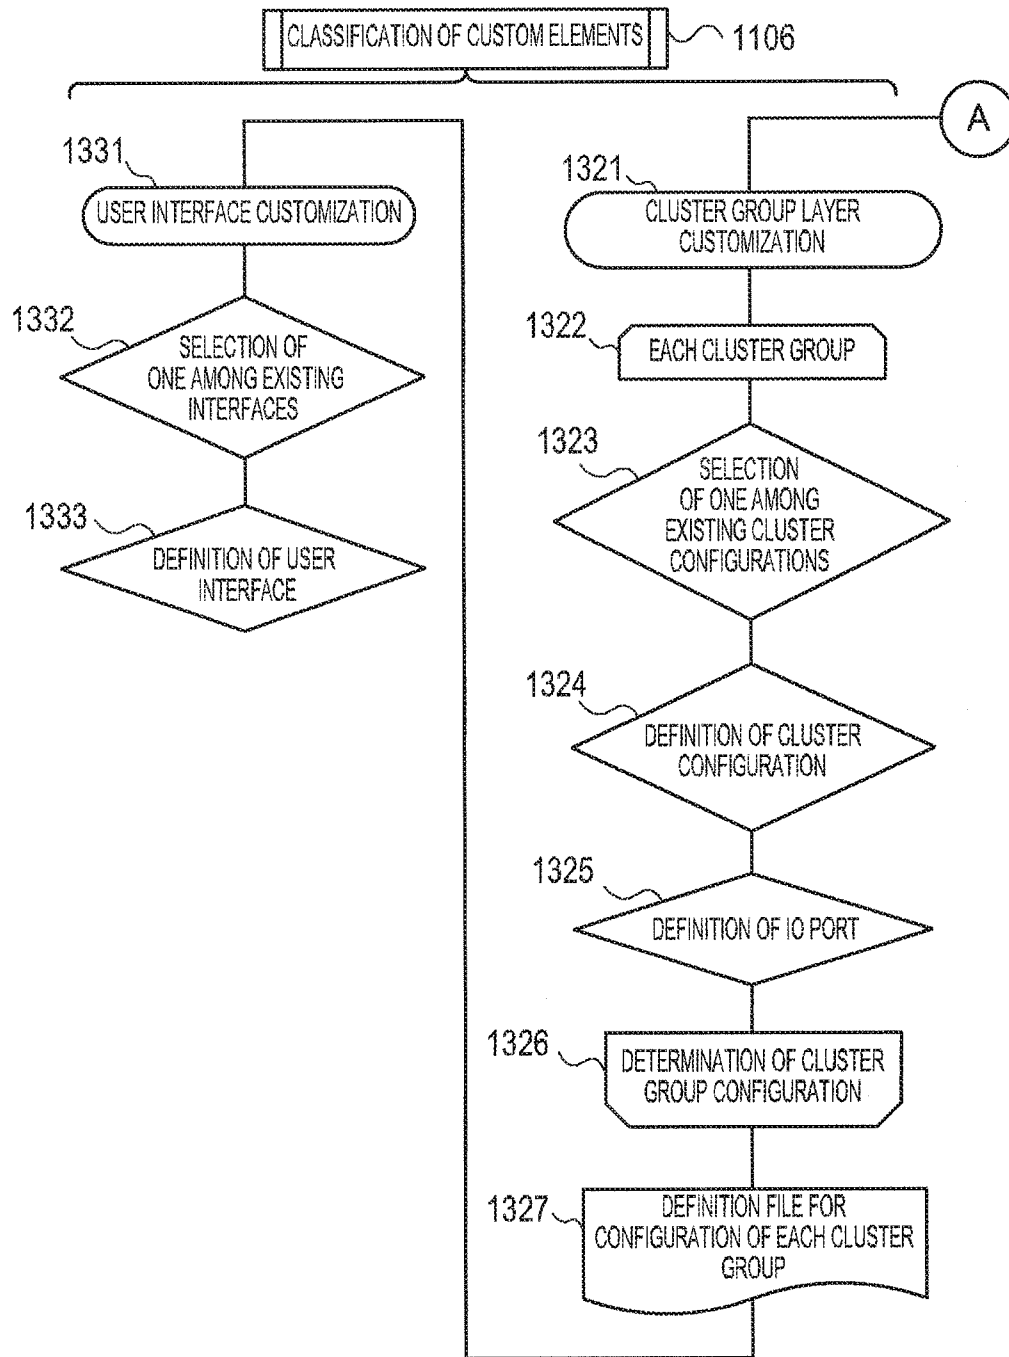 CLASSIFICATION OF CUSTOM ELEMENTS
1106
A
1331
USER INTERFACE CUSTOMIZATION
1332
SELECTION OF
ONE AMONG EXISTING
INTERFACES
1333
DEFINITION OF USER
INTERFACE
1321
CLUSTER GROUP LAYER
CUSTOMIZATION
1322
EACH CLUSTER GROUP
1323
SELECTION
OF ONE AMONG
EXISTING CLUSTER
CONFIGURATIONS
1324
DEFINITION OF CLUSTER
CONFIGURATION
1325
DEFINITION OF IO PORT
1326
DETERMINATION OF CLUSTER
GROUP CONFIGURATION
1327
DEFINITION FILE FOR
CONFIGURATION OF EACH CLUSTER
GROUP